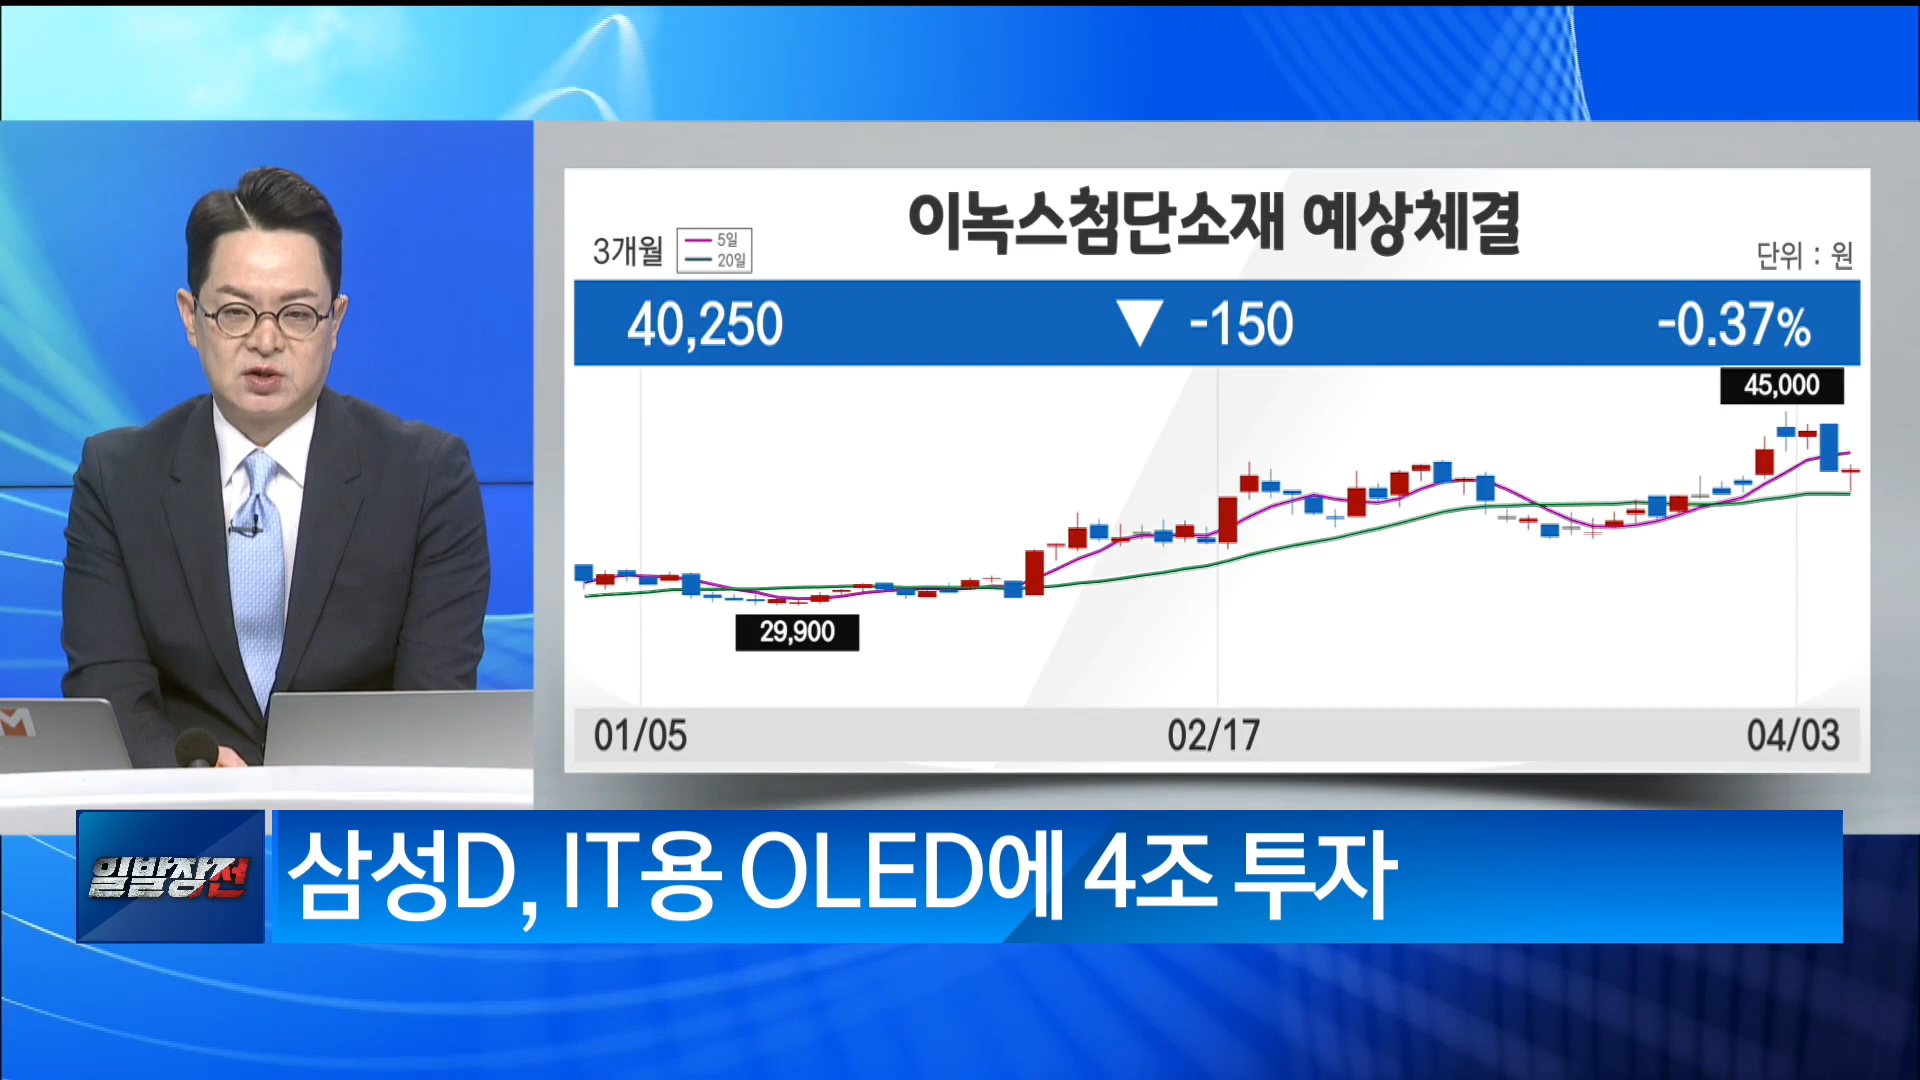 이녹스첨단소재 예상체결
3개월
5일
20일
단위 : 원
40,250 ▼ -150 -0.37%
45,000
29,900
01/05 02/17 04/03
M
일발장전
삼성D, IT용 OLED에 4조 투자